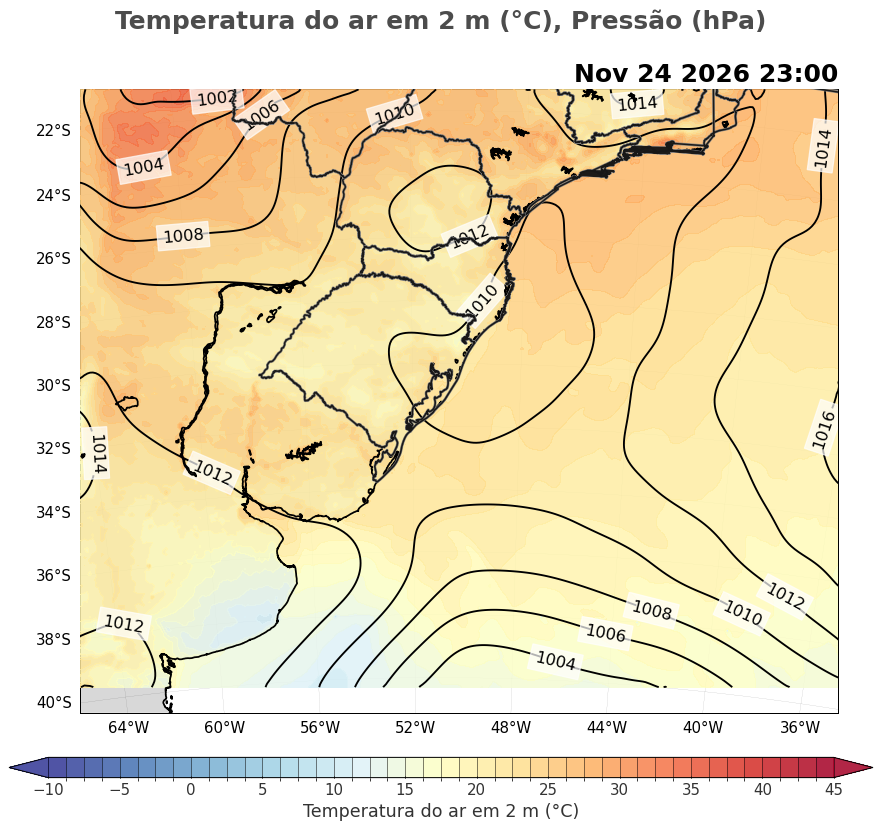 Temperatura do ar em 2 m (°C), Pressão (hPa)
Nov 24 2026 23:00
1002
1006
1010
1014
1014
22°S
1004
24°S
1008
1012
26°S
1010
28°S
30°S
1014
1012
1016
32°S
34°S
36°S
1012
1012
1008
1010
1006
38°S
1004
40°S
64°W 60°W 56°W 52°W 48°W 44°W 40°W 36°W
−10 −5 0 5 10 15 20 25 30 35 40 45
Temperatura do ar em 2 m (°C)